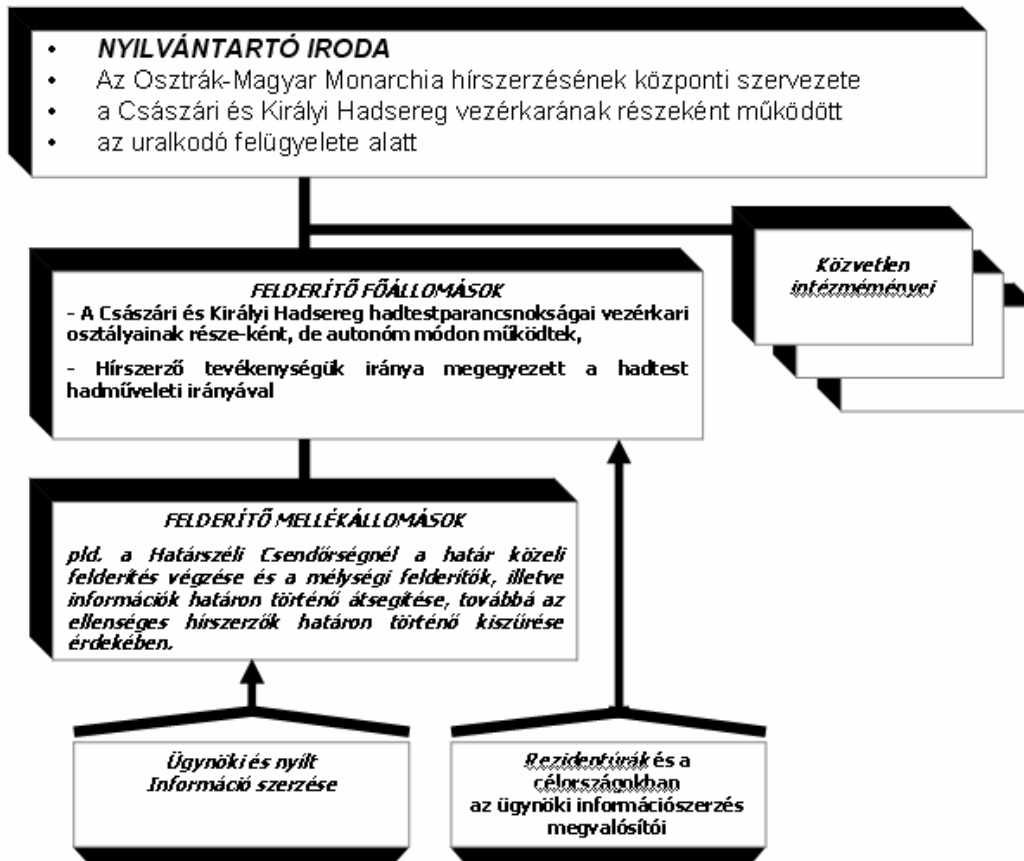 • NYILVÁNTARTÓ IRODA
• Az Osztrák-Magyar Monarchia hírszerzésének központi szervezete
• a Császári és Királyi Hadsereg vezérkarának részeként működött
• az uralkodó felügyelete alatt
Közvetlen
intézméményei
FELDERÍTŐ FŐÁLLOMÁSOK
- A Császári és Királyi Hadsereg hadtestparancsnokságai vezérkari
osztályainak része-ként, de autonóm módon működtek,
- Hírszerző tevékenységük iránya megegyezett a hadtest
hadműveleti irányával
FELDERÍTŐ MELLÉKÁLLOMÁSOK
pld. a Határszéli Csendőrségnél a határ közeli
felderítés végzése és a mélységi felderítők, illetve
információk határon történő átsegítése, továbbá az
ellenséges hírszerzők határon történő kiszűrése
érdekében.
Ügynöki és nyílt
Információ szerzése
Rezidentúrák és a
célországokban
az ügynöki információszerzés
megvalósítói